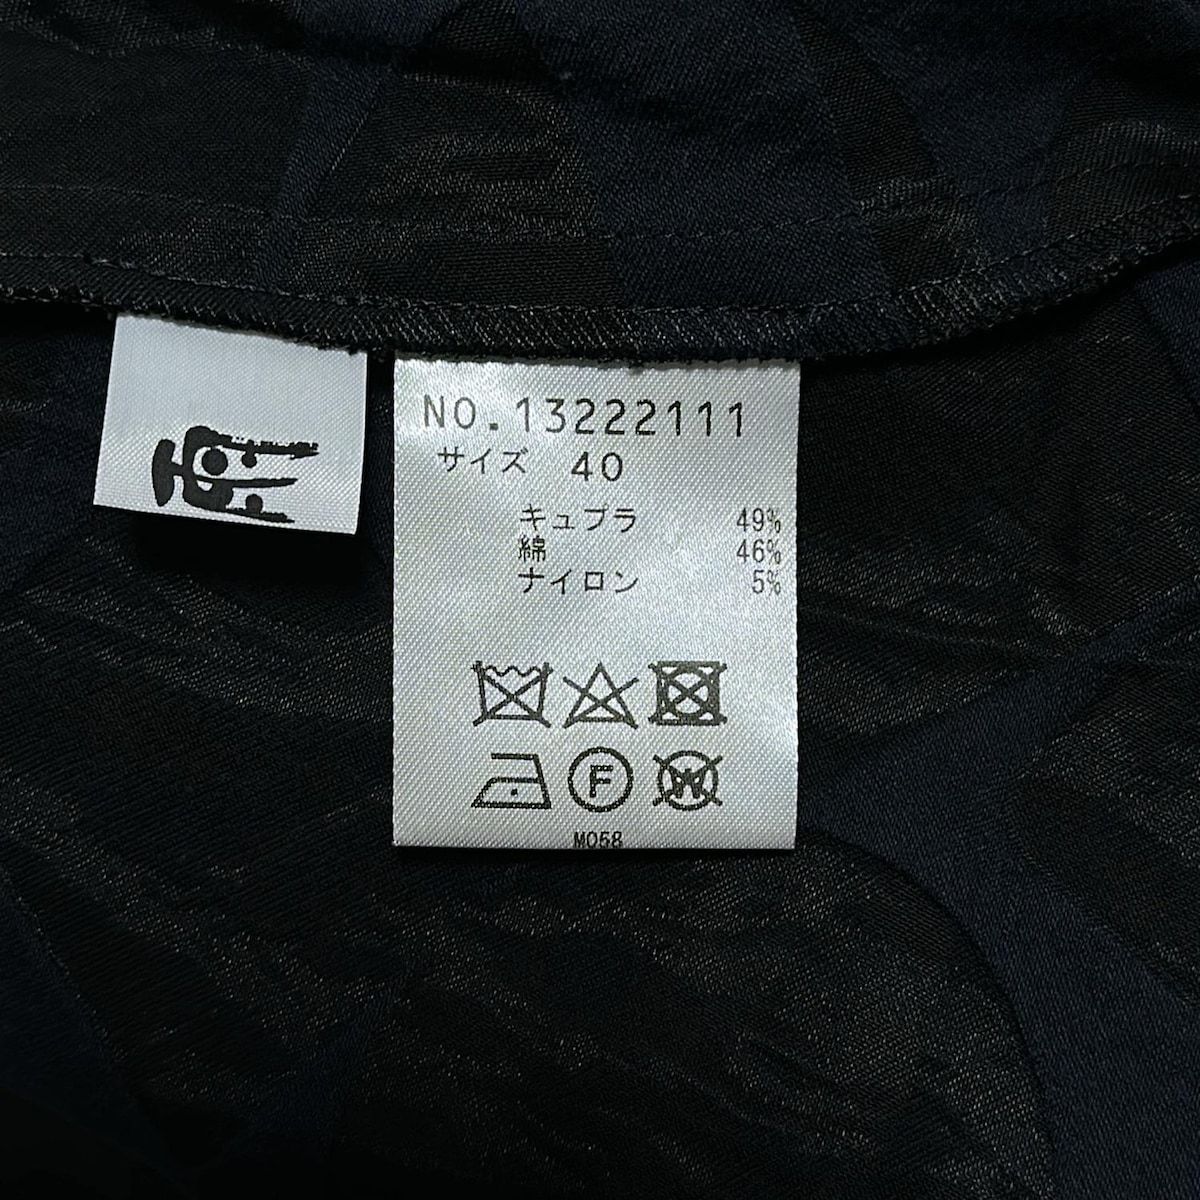 NO.13222111
サイズ 40
キュプラ 49%
綿 46%
ナイロン 5%
F
W
M058